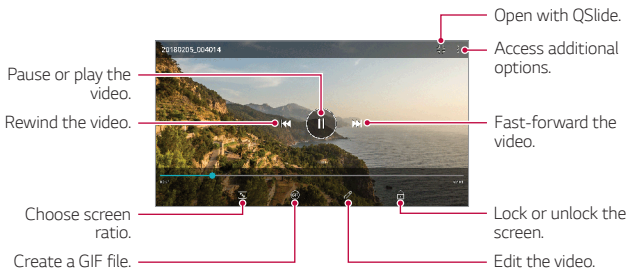 Open with QSlide.
20180205_004014
Access additional
options.
Pause or play the
video.
Rewind the video.
Fast-forward the
video.
Choose screen
ratio.
Lock or unlock the
screen.
Create a GIF file.
Edit the video.